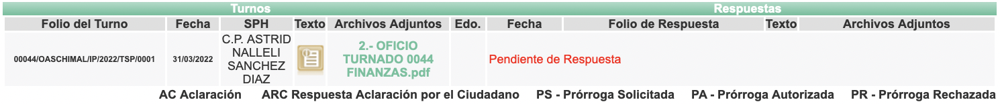 Turnos Respuestas
Folio del Turno Fecha SPH Texto Archivos Adjuntos Edo. Fecha Folio de Respuesta Texto Archivos Adjuntos
00044/OASCHIMAL/IP/2022/TSP/0001 31/03/2022 C.P. ASTRID NALLELI SANCHEZ DIAZ 2.- OFICIO TURNADO 0044 FINANZAS.pdf Pendiente de Respuesta
AC Aclaración ARC Respuesta Aclaración por el Ciudadano PS - Prórroga Solicitada PA - Prórroga Autorizada PR - Prórroga Rechazada